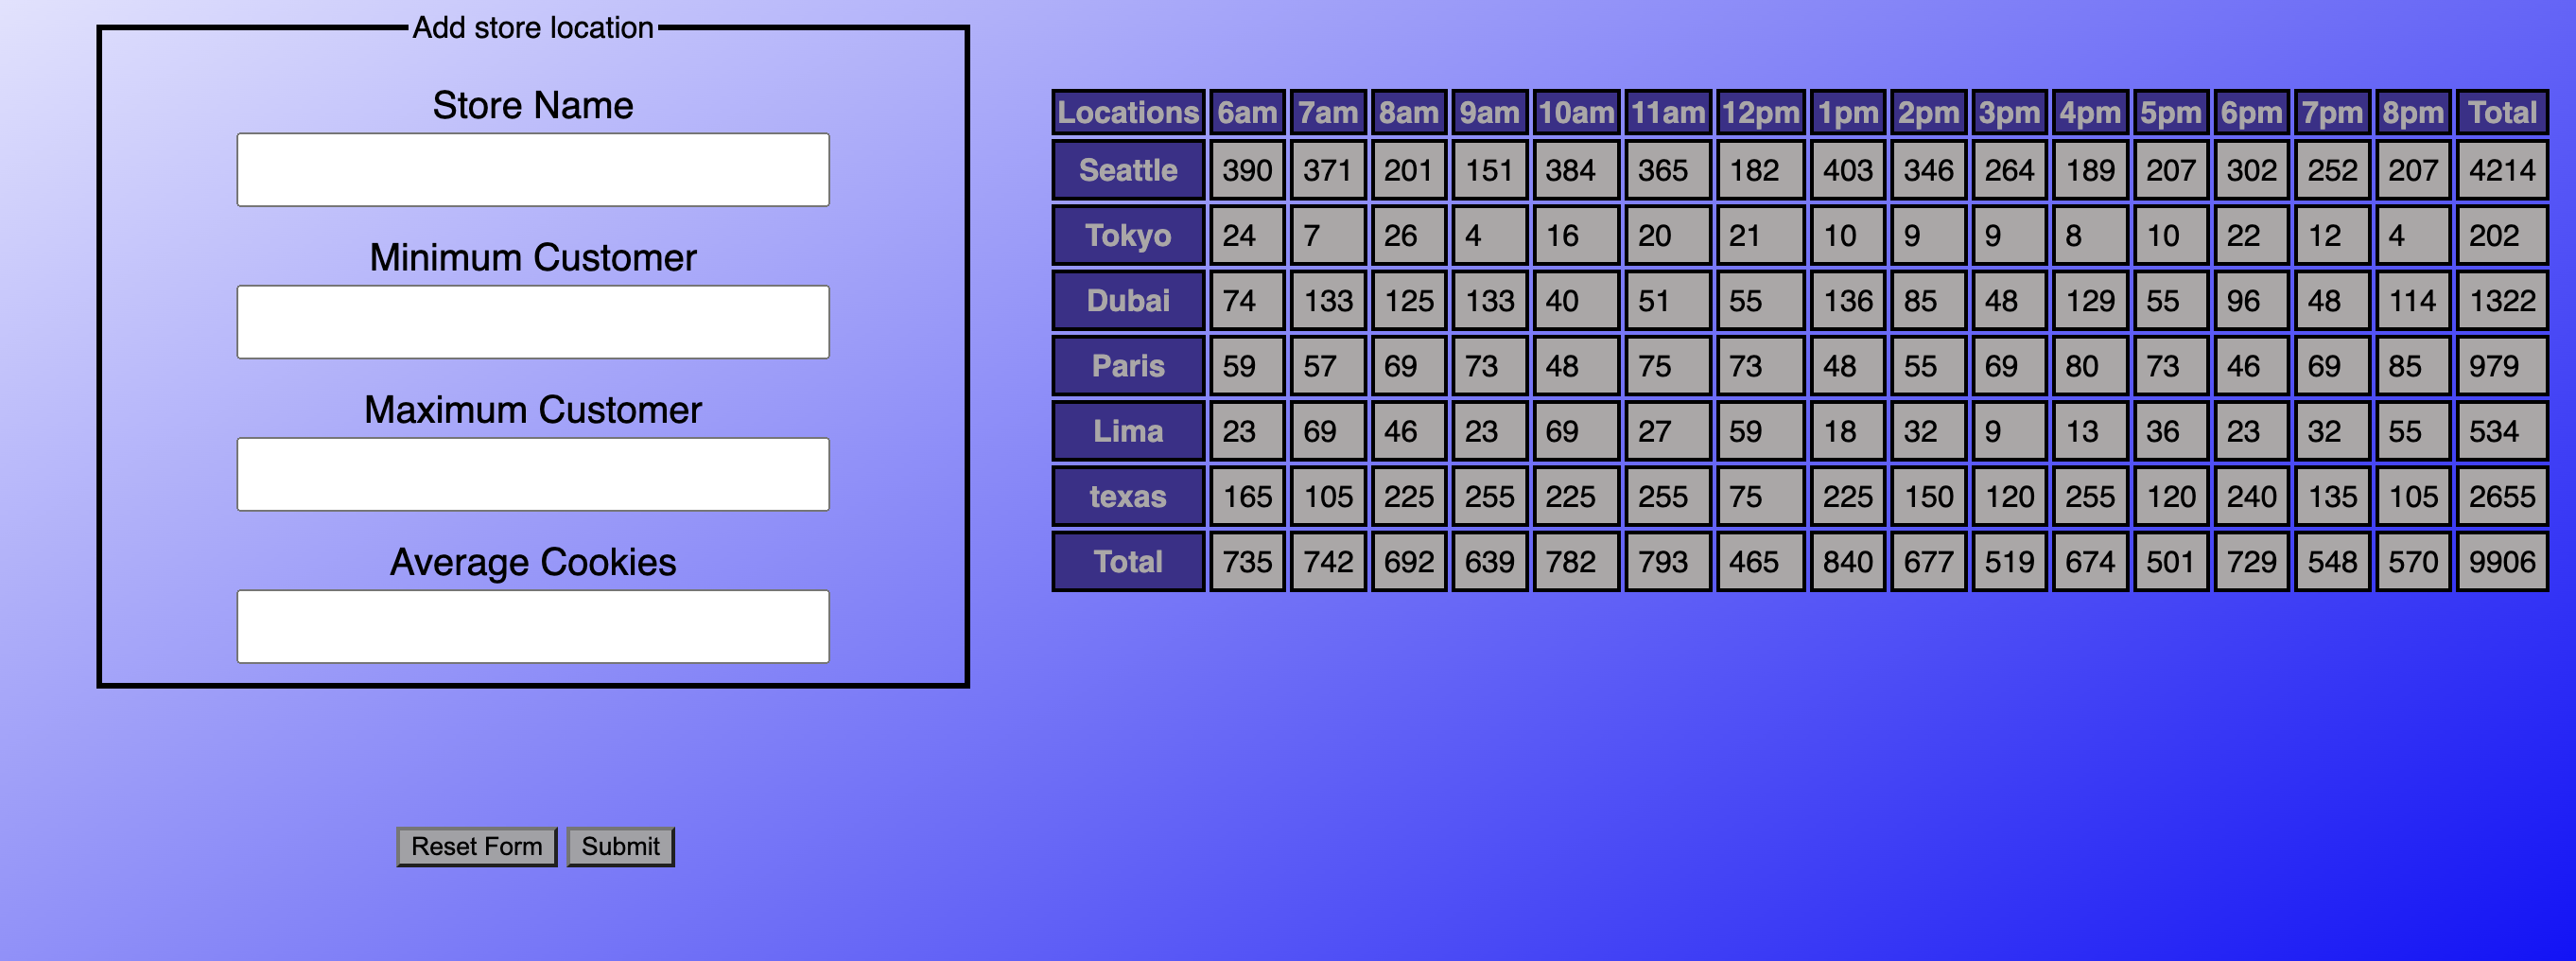 Add store location
Store Name
Minimum Customer
Maximum Customer
Average Cookies
Reset Form Submit
Locations 6am 7am 8am 9am 10am 11am 12pm 1pm 2pm 3pm 4pm 5pm 6pm 7pm 8pm Total
Seattle 390 371 201 151 384 365 182 403 346 264 189 207 302 252 207 4214
Tokyo 24 7 26 4 16 20 21 10 9 9 8 10 22 12 4 202
Dubai 74 133 125 133 40 51 55 136 85 48 129 55 96 48 114 1322
Paris 59 57 69 73 48 75 73 48 55 69 80 73 46 69 85 979
Lima 23 69 46 23 69 27 59 18 32 9 13 36 23 32 55 534
texas 165 105 225 255 225 255 75 225 150 120 255 120 240 135 105 2655
Total 735 742 692 639 782 793 465 840 677 519 674 501 729 548 570 9906